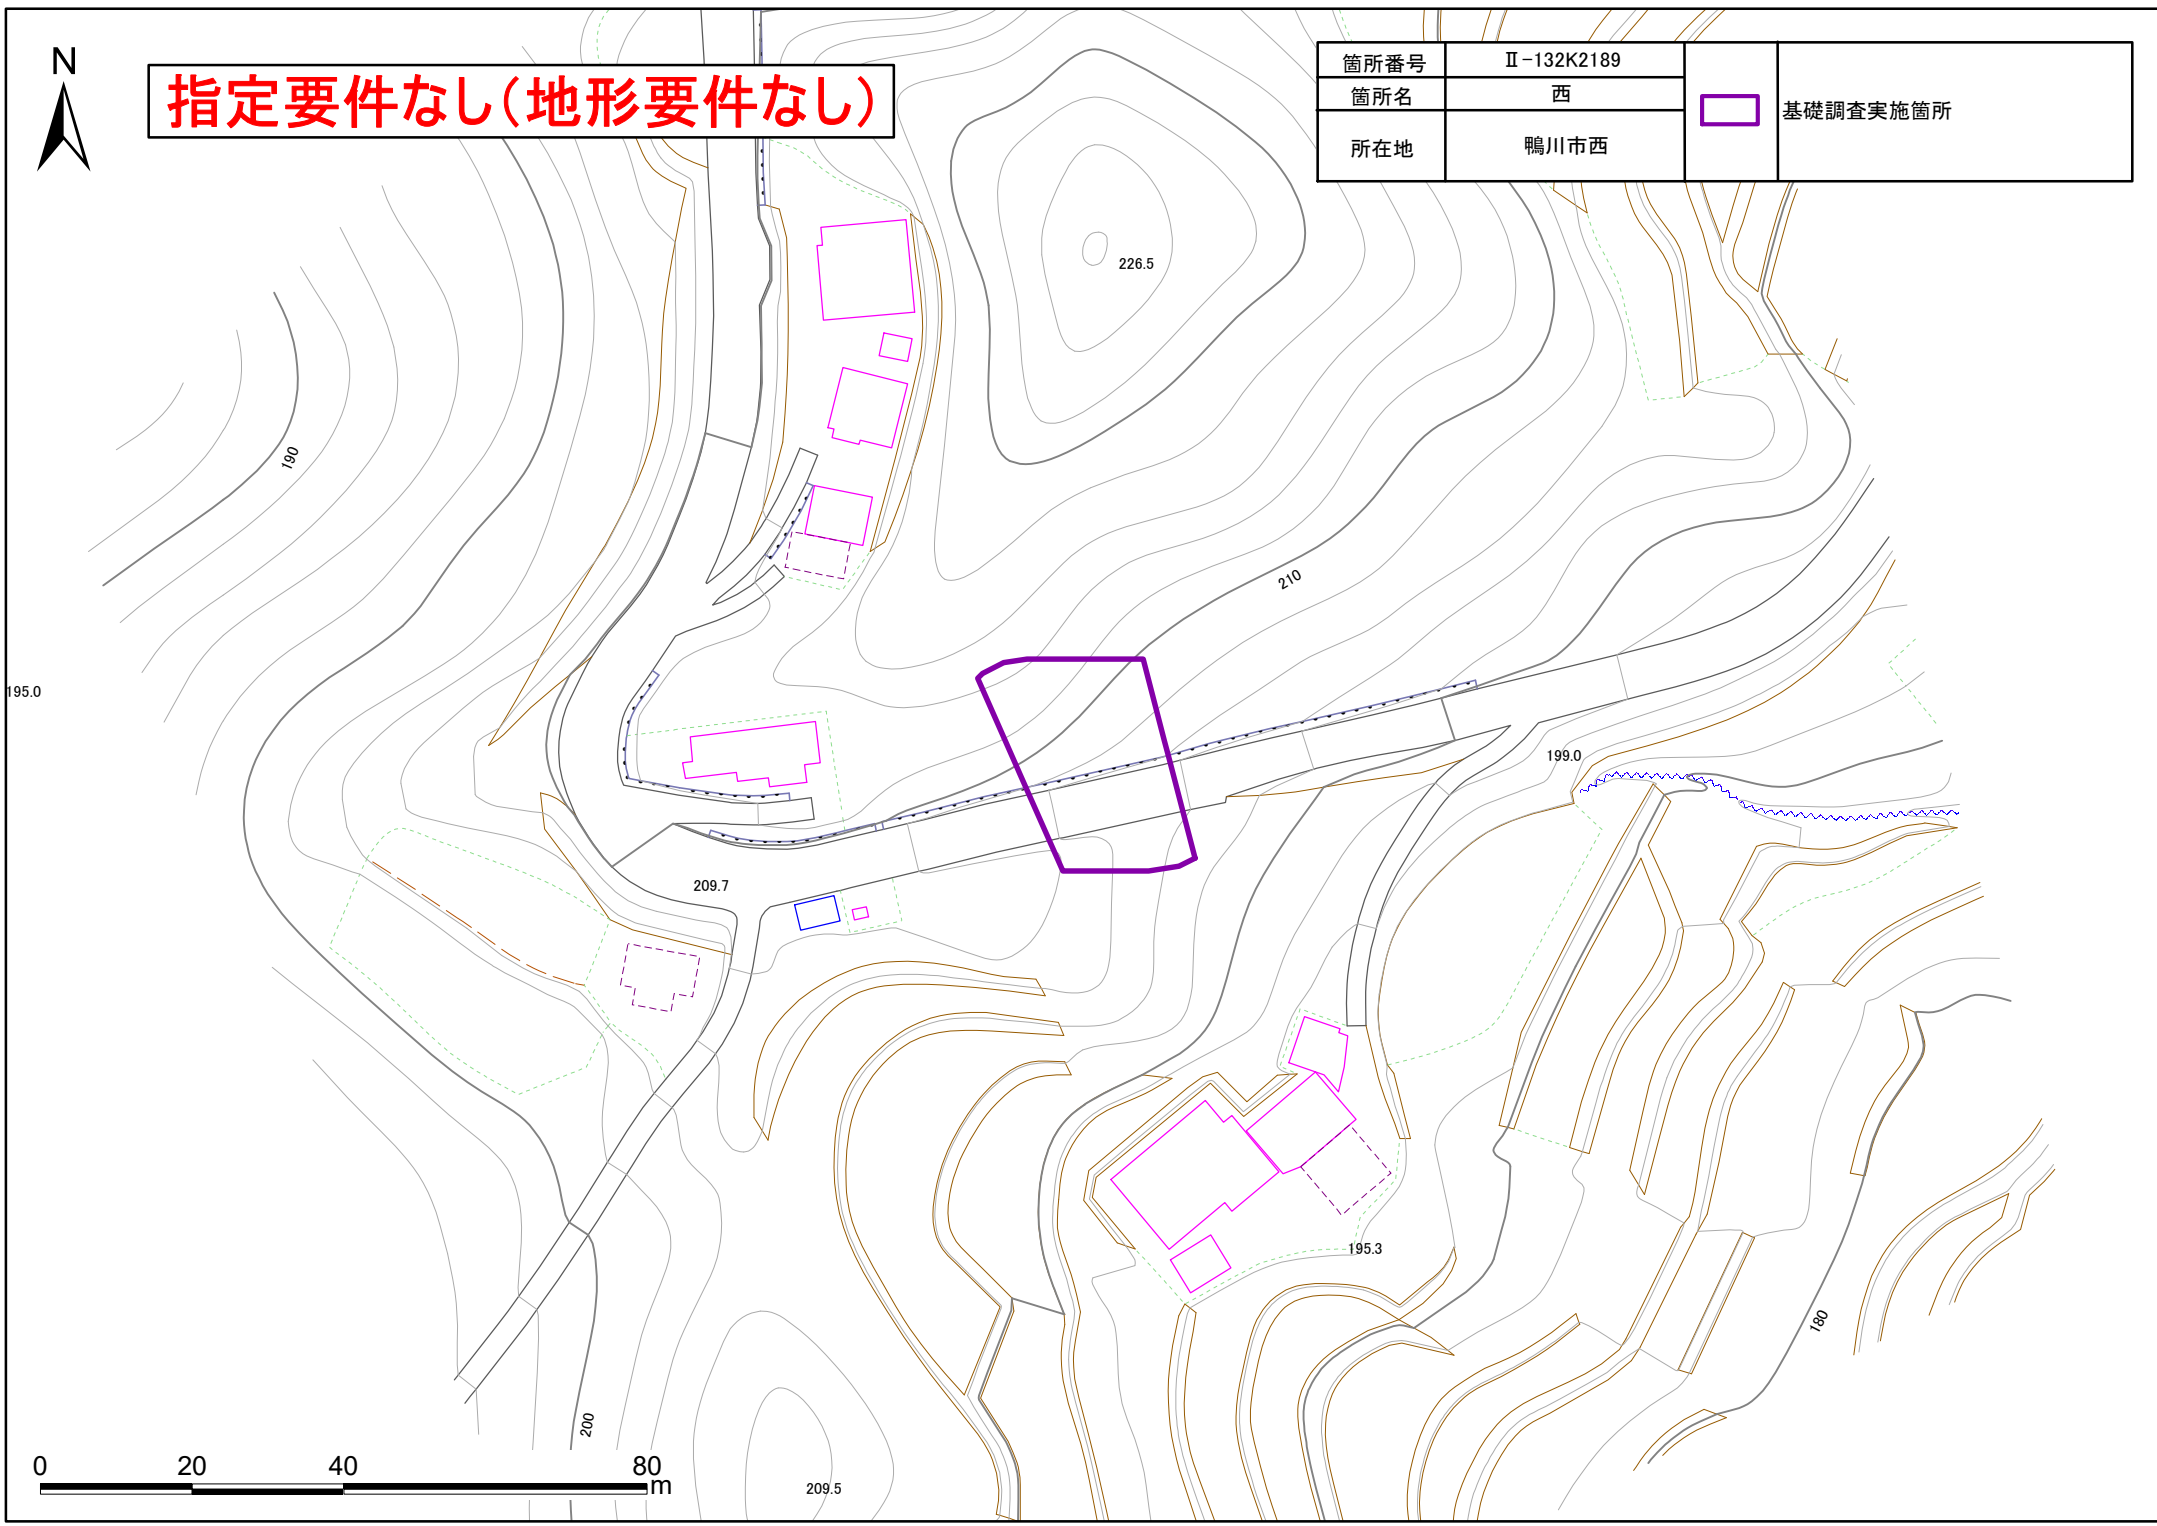 N
指定要件なし(地形要件なし)
箇所番号 Ⅱ-132K2189
箇所名 西
所在地 鴨川市西
基礎調査実施箇所
226.5
190
210
195.0
199.0
209.7
195.3
180
200
209.5
0 20 40 80
m